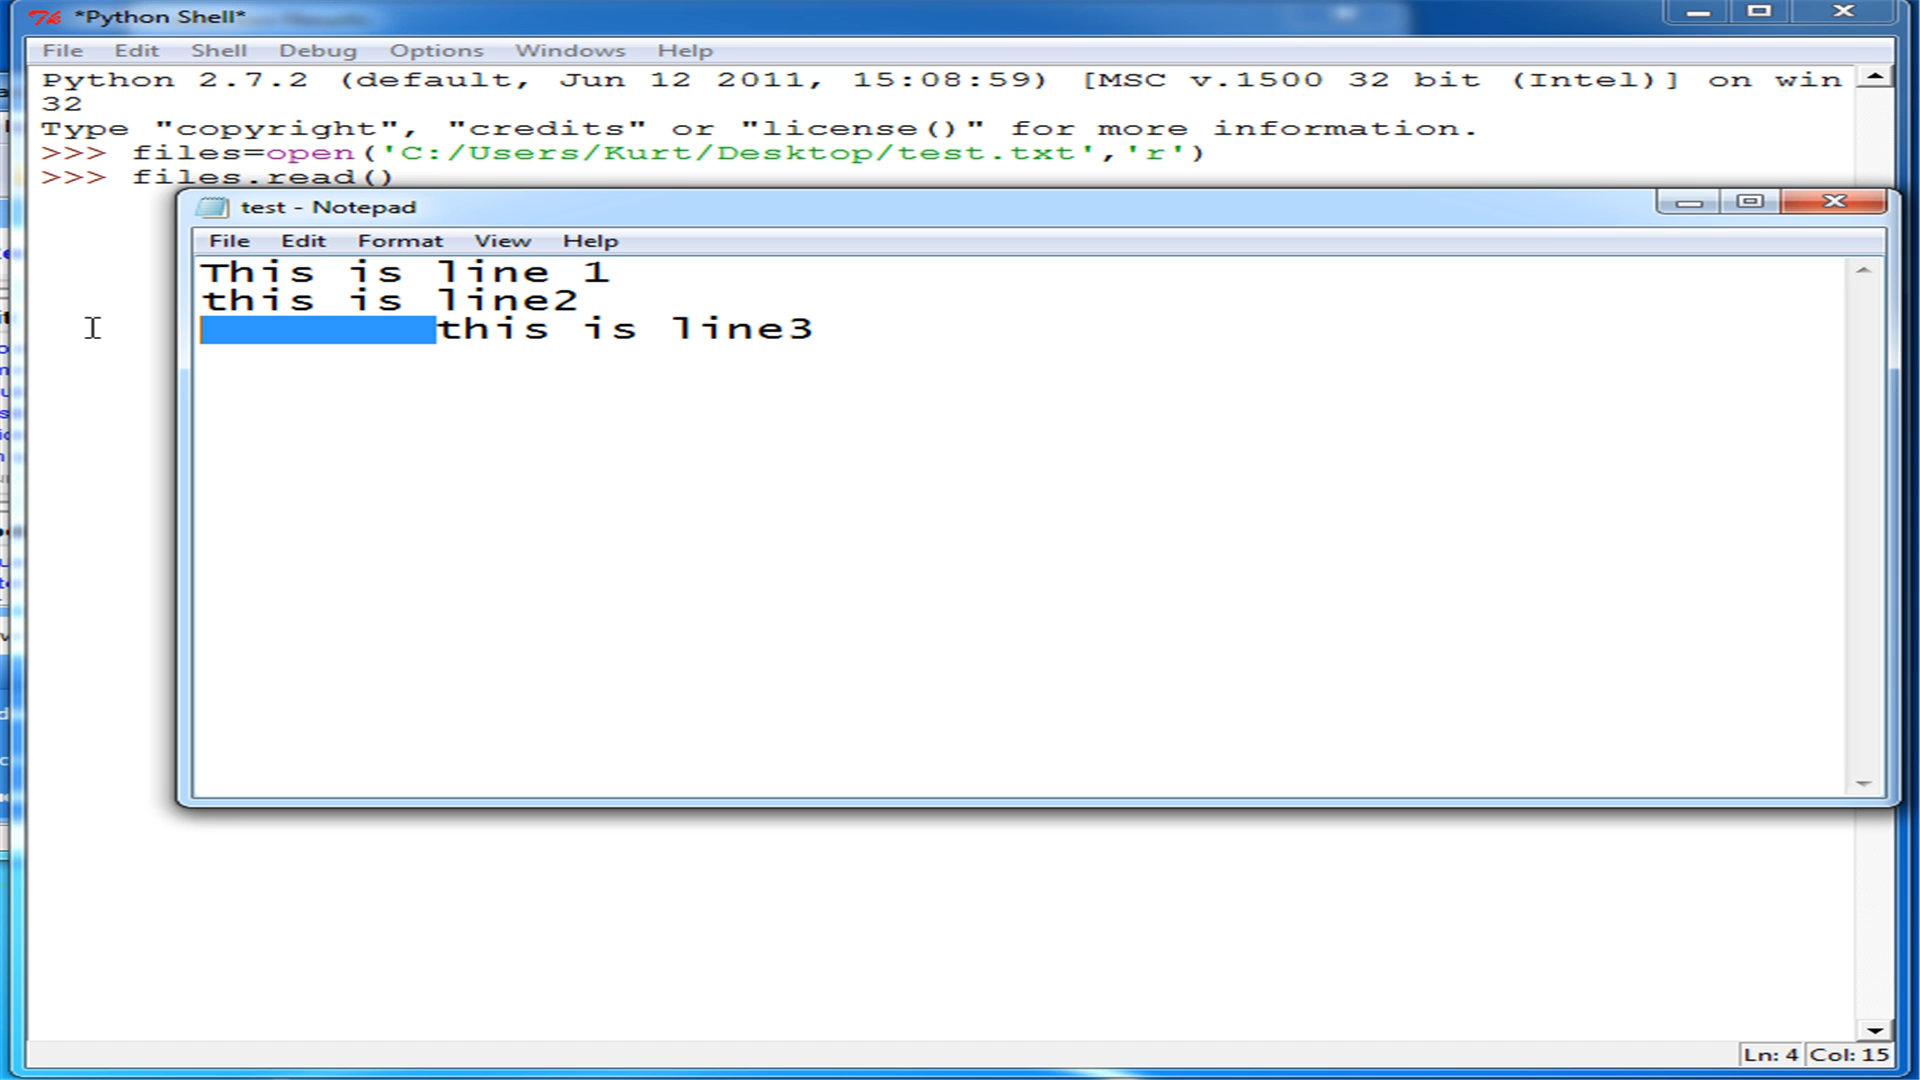 *Python Shell*
File Edit Shell Debug Options Windows Help
Python 2.7.2 (default, Jun 12 2011, 15:08:59) [MSC v.1500 32 bit (Intel)] on win
32
Type "copyright", "credits" or "license()" for more information.
>>> files=open('C:/Users/Kurt/Desktop/test.txt','r')
>>> files.read()
test - Notepad
File Edit Format View Help
This is line 1
this is line2
this is line3
Ln: 4 Col: 15